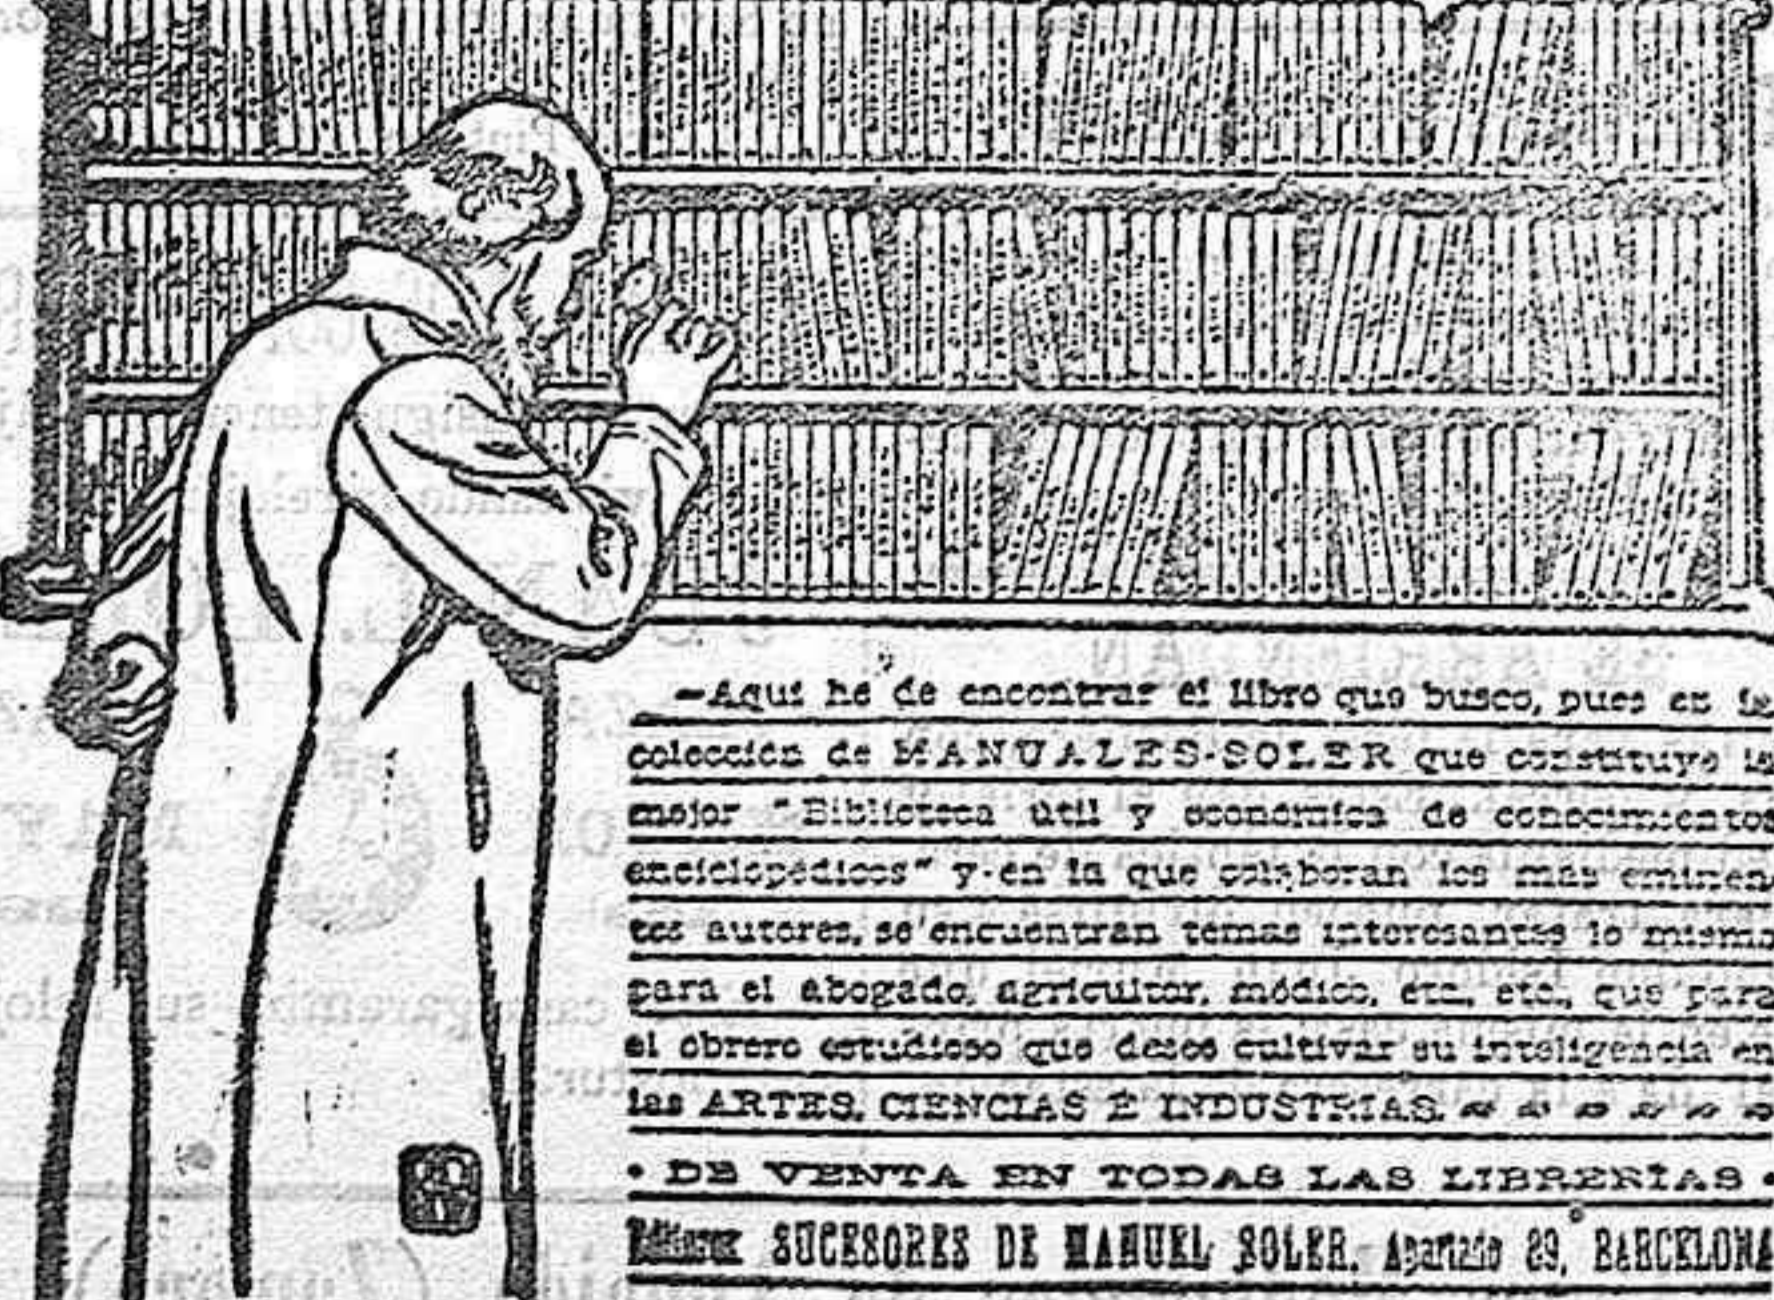 —Aquí he de encontrar el libro que busco, pues en la
colección de MANUALES-SOLER que constituye la
mejor "Biblioteca útil y económica de conocimientos
enciclopédicos" y en la que colaboran los más eminen-
tes autores, se encuentran temas interesantes lo mismo
para el abogado, agricultor, médico, etc., etc., que para
el obrero estudioso que desee cultivar su inteligencia en
las ARTES, CIENCIAS É INDUSTRIAS.
• DE VENTA EN TODAS LAS LIBRERÍAS •
SUCESORES DE MANUEL SOLER. Apartado 89, BARCELONA